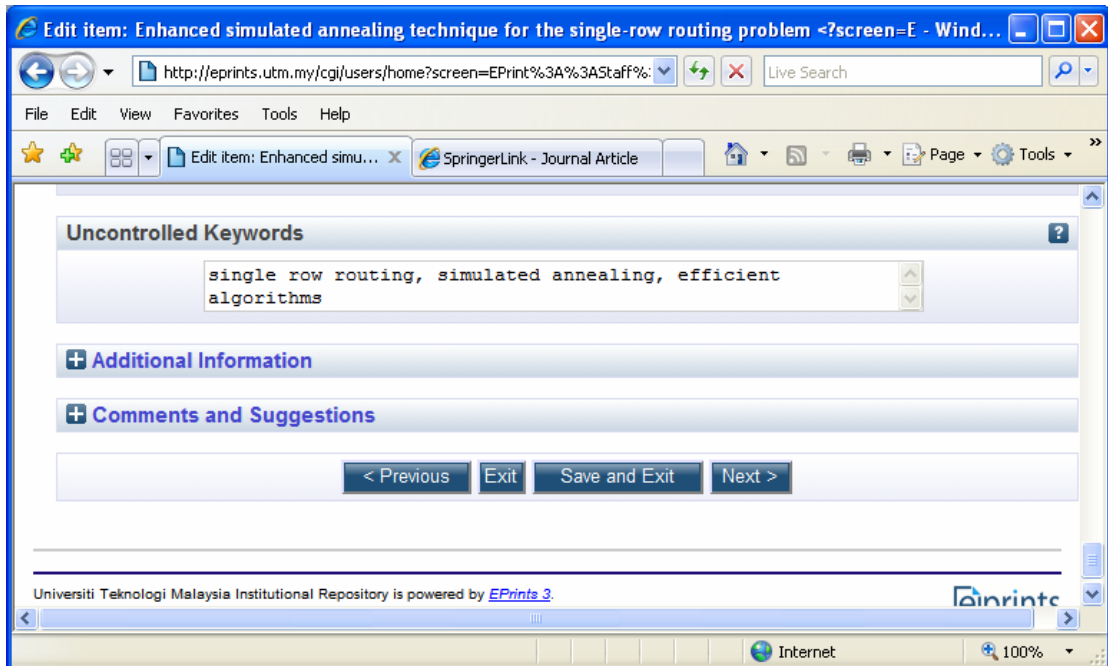 Edit item: Enhanced simulated annealing technique for the single-row routing problem <?screen=E - Wind...
http://eprints.utm.my/cgi/users/home?screen=EPrint%3A%3AStaff%:
Live Search
File Edit View Favorites Tools Help
Edit item: Enhanced simu... X SpringerLink - Journal Article Page Tools »
Uncontrolled Keywords ?
single row routing, simulated annealing, efficient
algorithms
Additional Information
Comments and Suggestions
< Previous Exit Save and Exit Next >
Universiti Teknologi Malaysia Institutional Repository is powered by EPrints 3.
eprints
Internet 100%